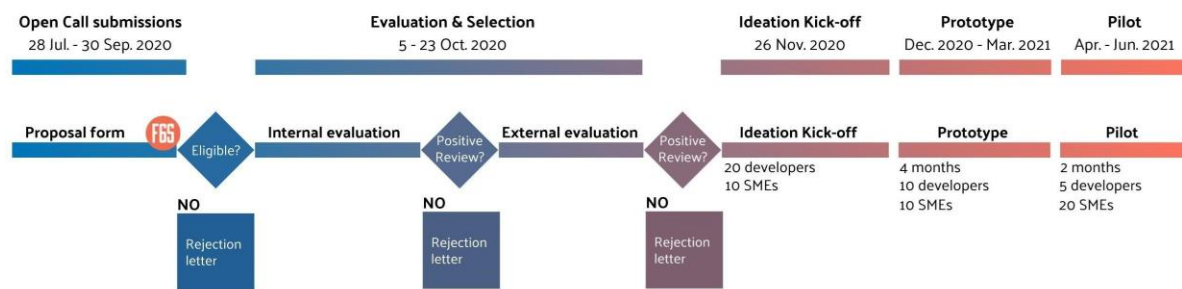 Open Call submissions
28 Jul. - 30 Sep. 2020
Evaluation & Selection
5 - 23 Oct. 2020
Ideation Kick-off
26 Nov. 2020
Prototype
Dec. 2020 - Mar. 2021
Pilot
Apr. - Jun. 2021
Proposal form
F6S
Eligible?
Internal evaluation
Positive
Review?
External evaluation
Positive
Review?
Ideation Kick-off
20 developers
10 SMEs
Prototype
4 months
10 developers
10 SMEs
Pilot
2 months
5 developers
20 SMEs
NO
Rejection
letter
NO
Rejection
letter
NO
Rejection
letter